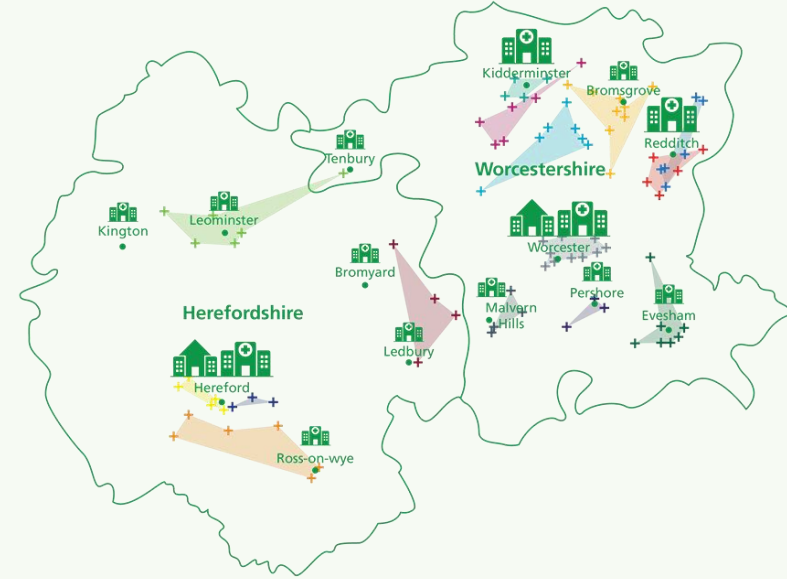 Kidderminster
Bromsgrove
Redditch
Tenbury
Worcestershire
Leominster
Kington
Worcester
Bromyard
Pershore
Malvern
Hills
Evesham
Herefordshire
Ledbury
Hereford
Ross-on-wye